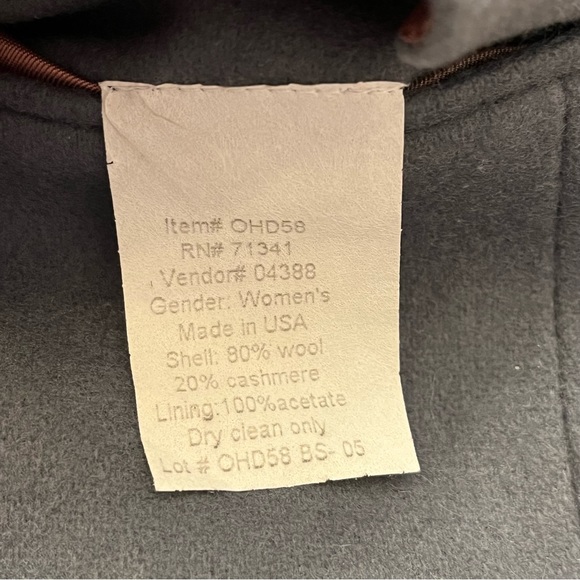 Item# OHD58
RN# 71341
Vendor# 04388
Gender: Women's
Made in USA
Shell: 80% wool
20% cashmere
Lining:100%acetate
Dry clean only
Lot # OHD58 BS- 05